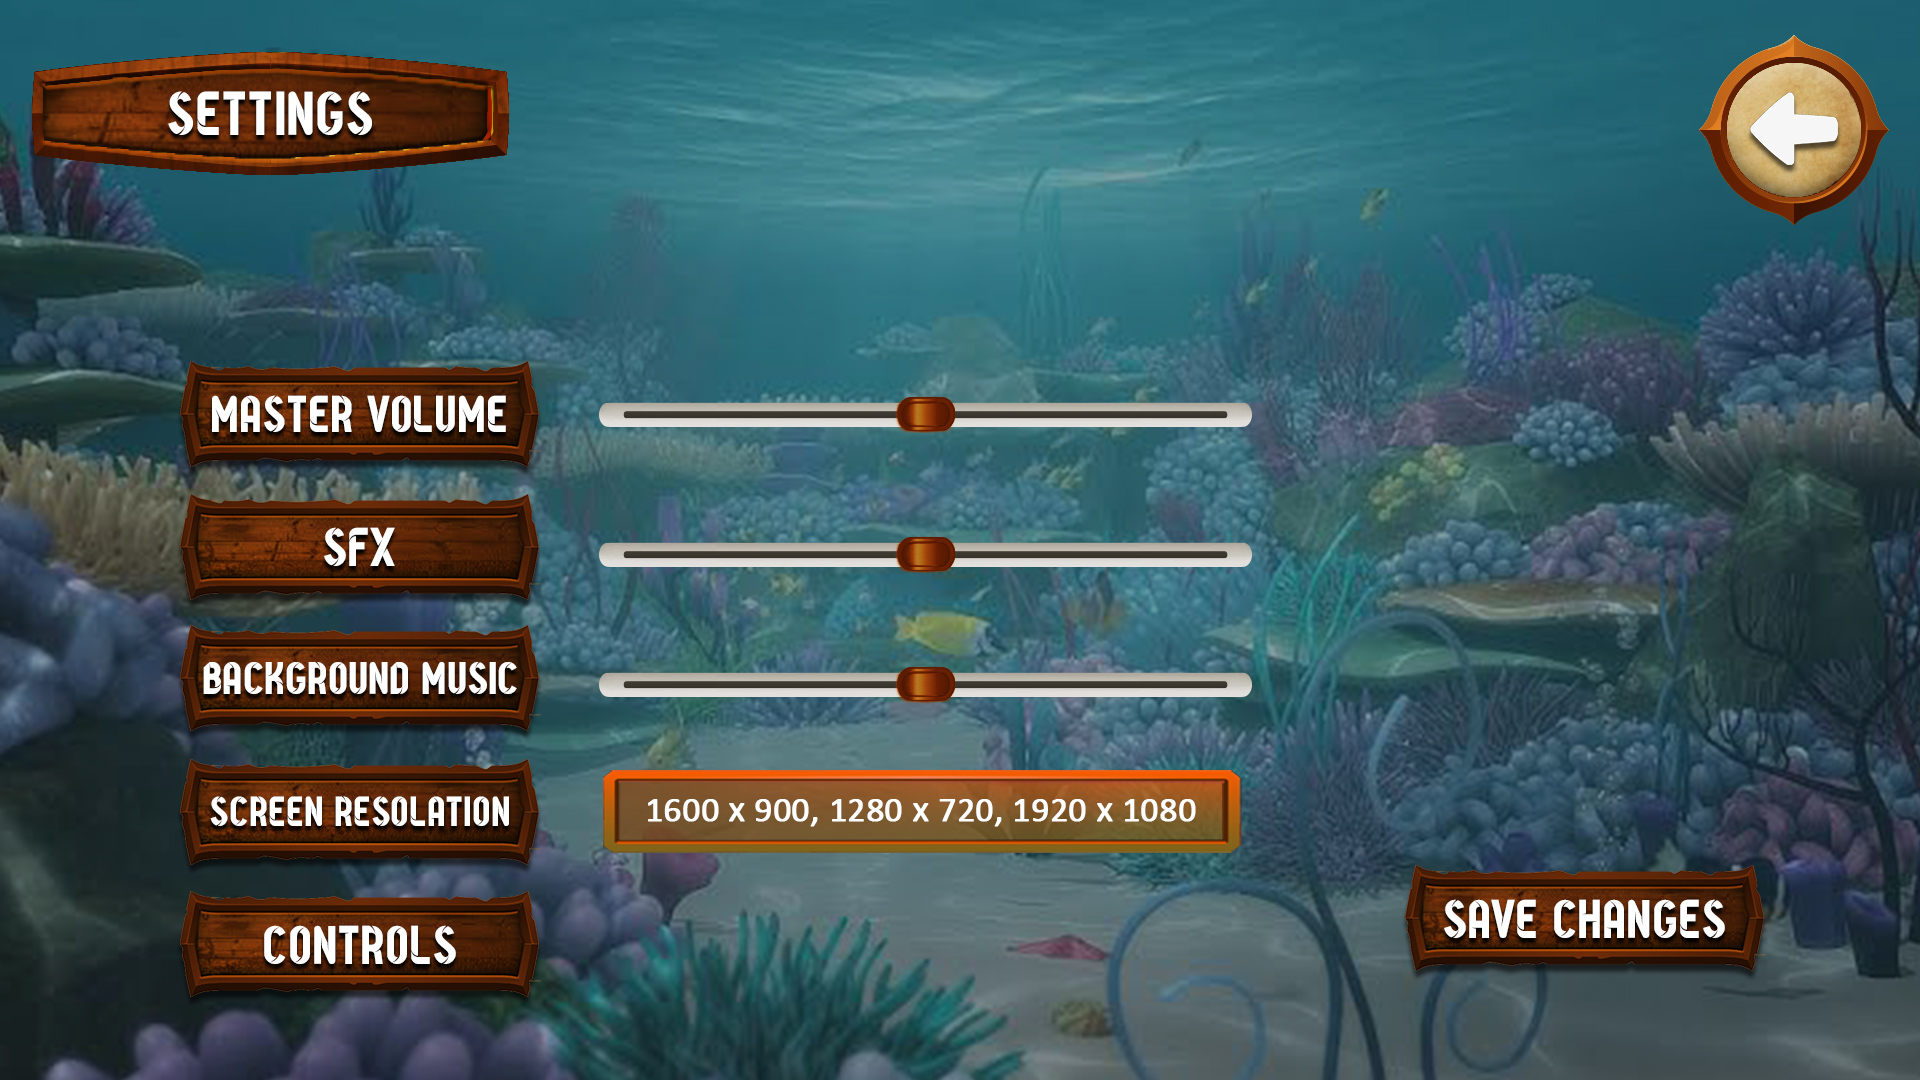 SETTINGS
MASTER VOLUME
SFX
BACKGROUND MUSIC
SCREEN RESOLATION
1600 x 900, 1280 x 720, 1920 x 1080
CONTROLS
SAVE CHANGES